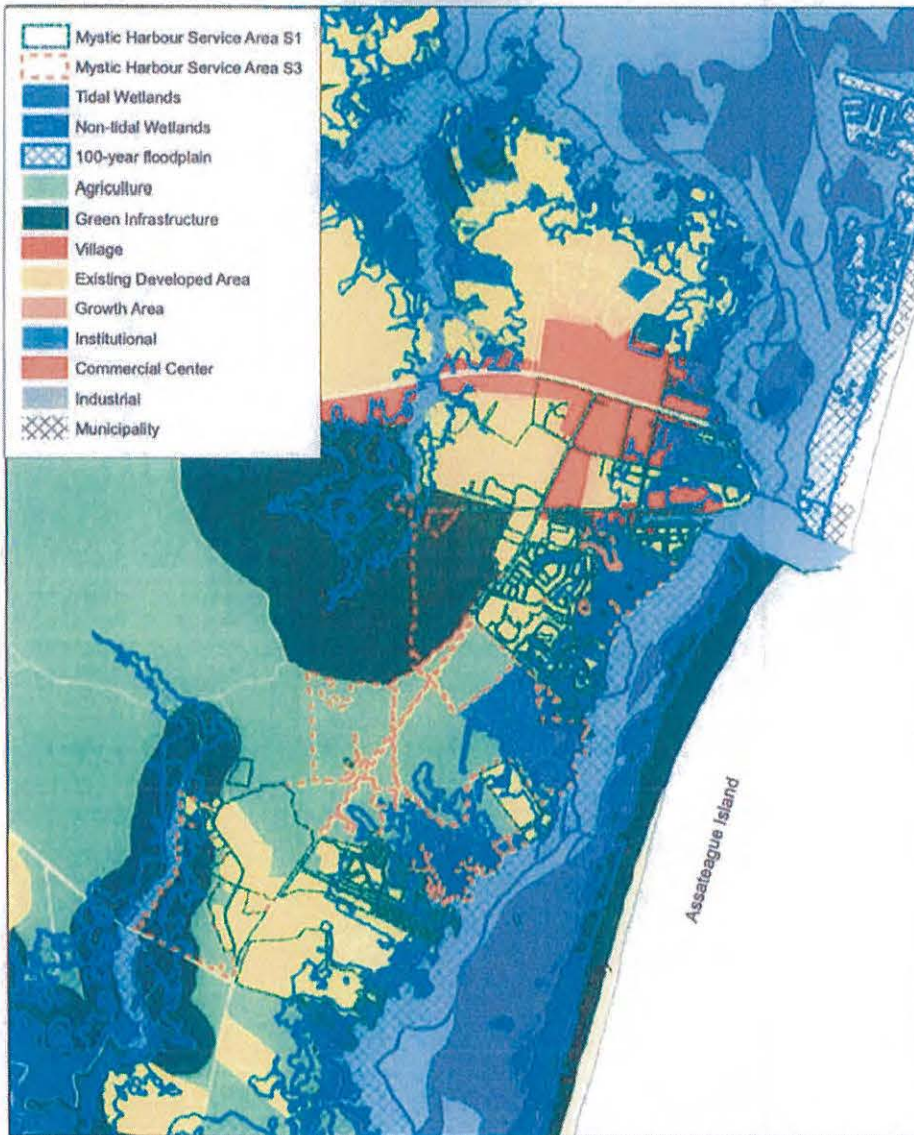 Mystic Harbour Service Area S1
Mystic Harbour Service Area S3
Tidal Wetlands
Non-tidal Wetlands
100-year floodplain
Agriculture
Green Infrastructure
Village
Existing Developed Area
Growth Area
Institutional
Commercial Center
Industrial
Municipality
Assateague Island